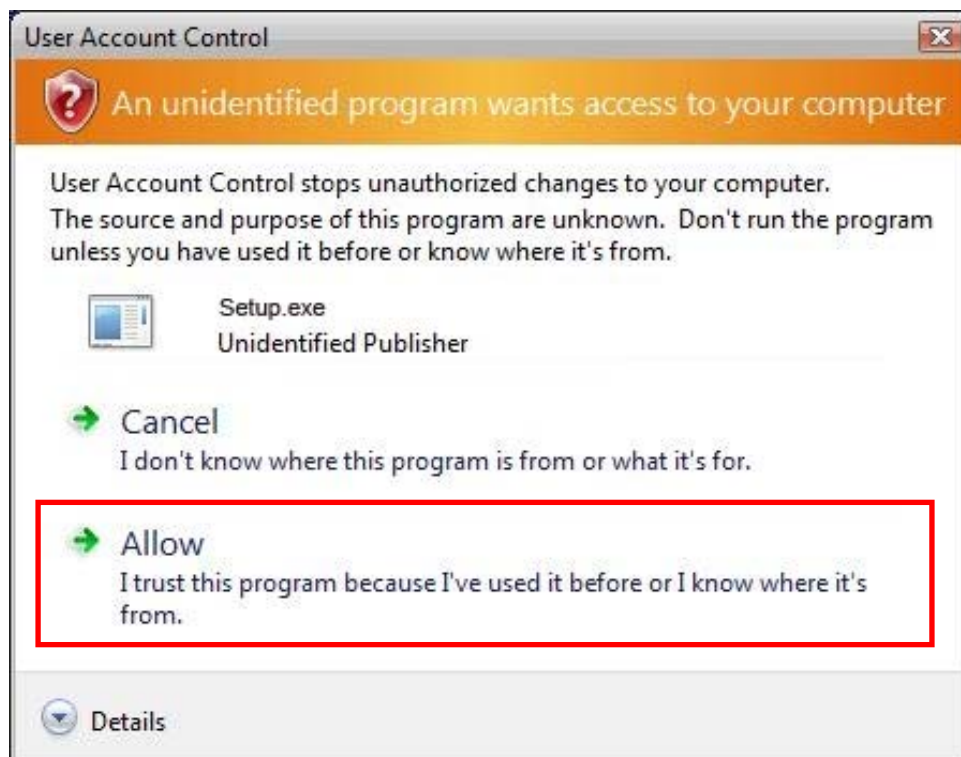 User Account Control
An unidentified program wants access to your computer
User Account Control stops unauthorized changes to your computer.
The source and purpose of this program are unknown.  Don't run the program
unless you have used it before or know where it's from.
Setup.exe
Unidentified Publisher
Cancel
I don't know where this program is from or what it's for.
Allow
I trust this program because I've used it before or I know where it's
from.
Details